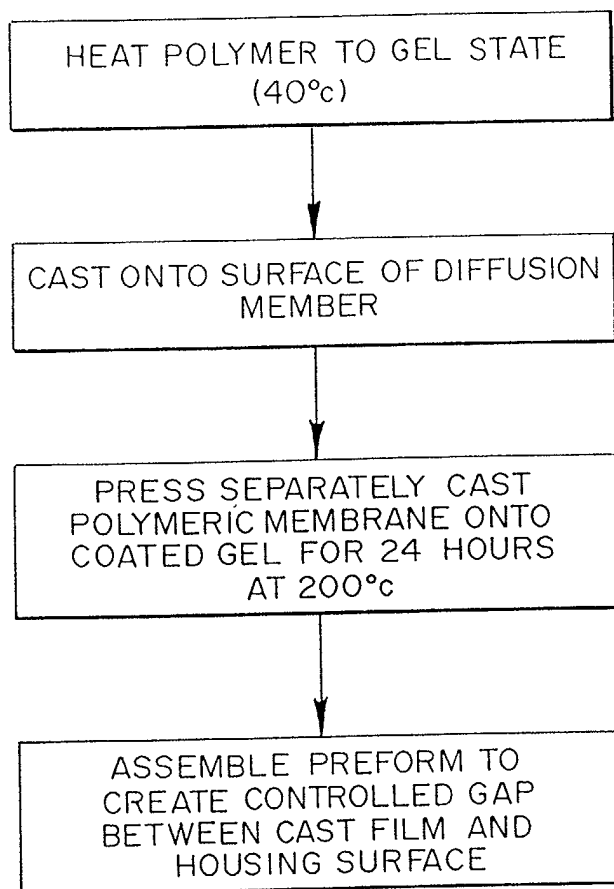 HEAT POLYMER TO GEL STATE
(40°c)
CAST ONTO SURFACE OF DIFFUSION
MEMBER
PRESS SEPARATELY CAST
POLYMERIC MEMBRANE ONTO
COATED GEL FOR 24 HOURS
AT 200°c
ASSEMBLE PREFORM TO
CREATE CONTROLLED GAP
BETWEEN CAST FILM AND
HOUSING SURFACE